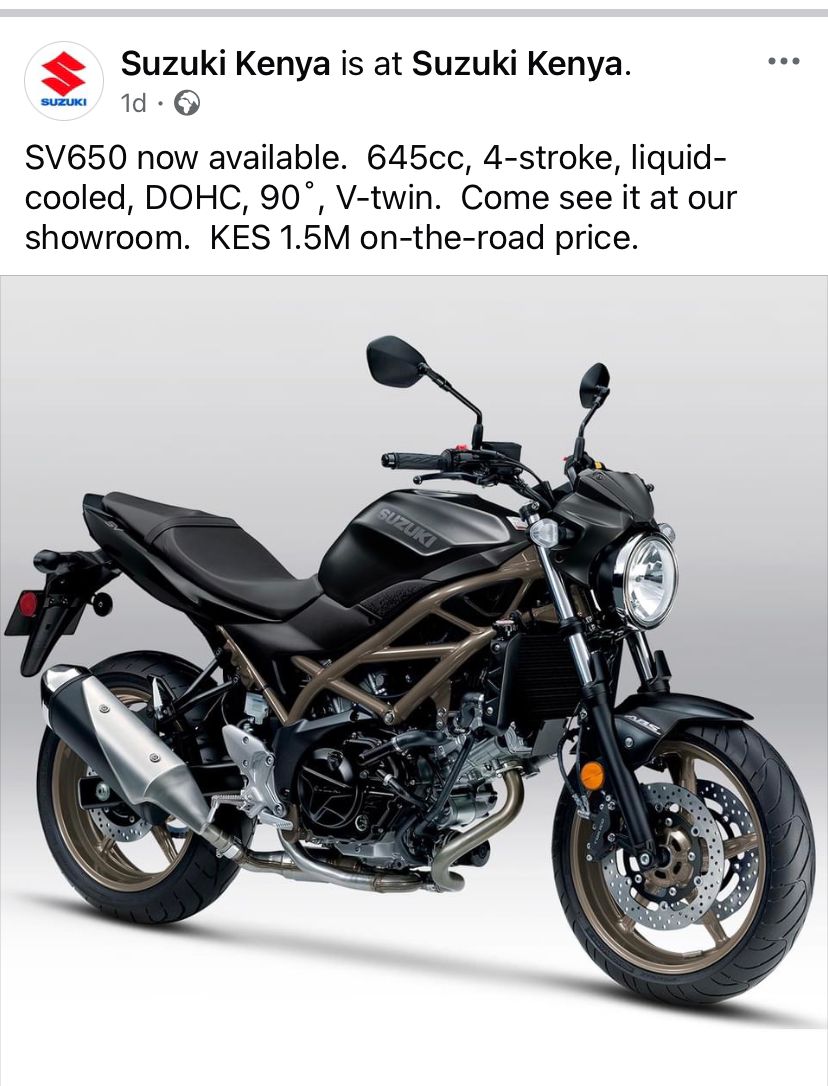 Suzuki Kenya is at Suzuki Kenya.
SUZUKI
1d ·
SV650 now available.  645cc, 4-stroke, liquid-
cooled, DOHC, 90˚, V-twin.  Come see it at our
showroom.  KES 1.5M on-the-road price.
SUZUKI
SV
ABS